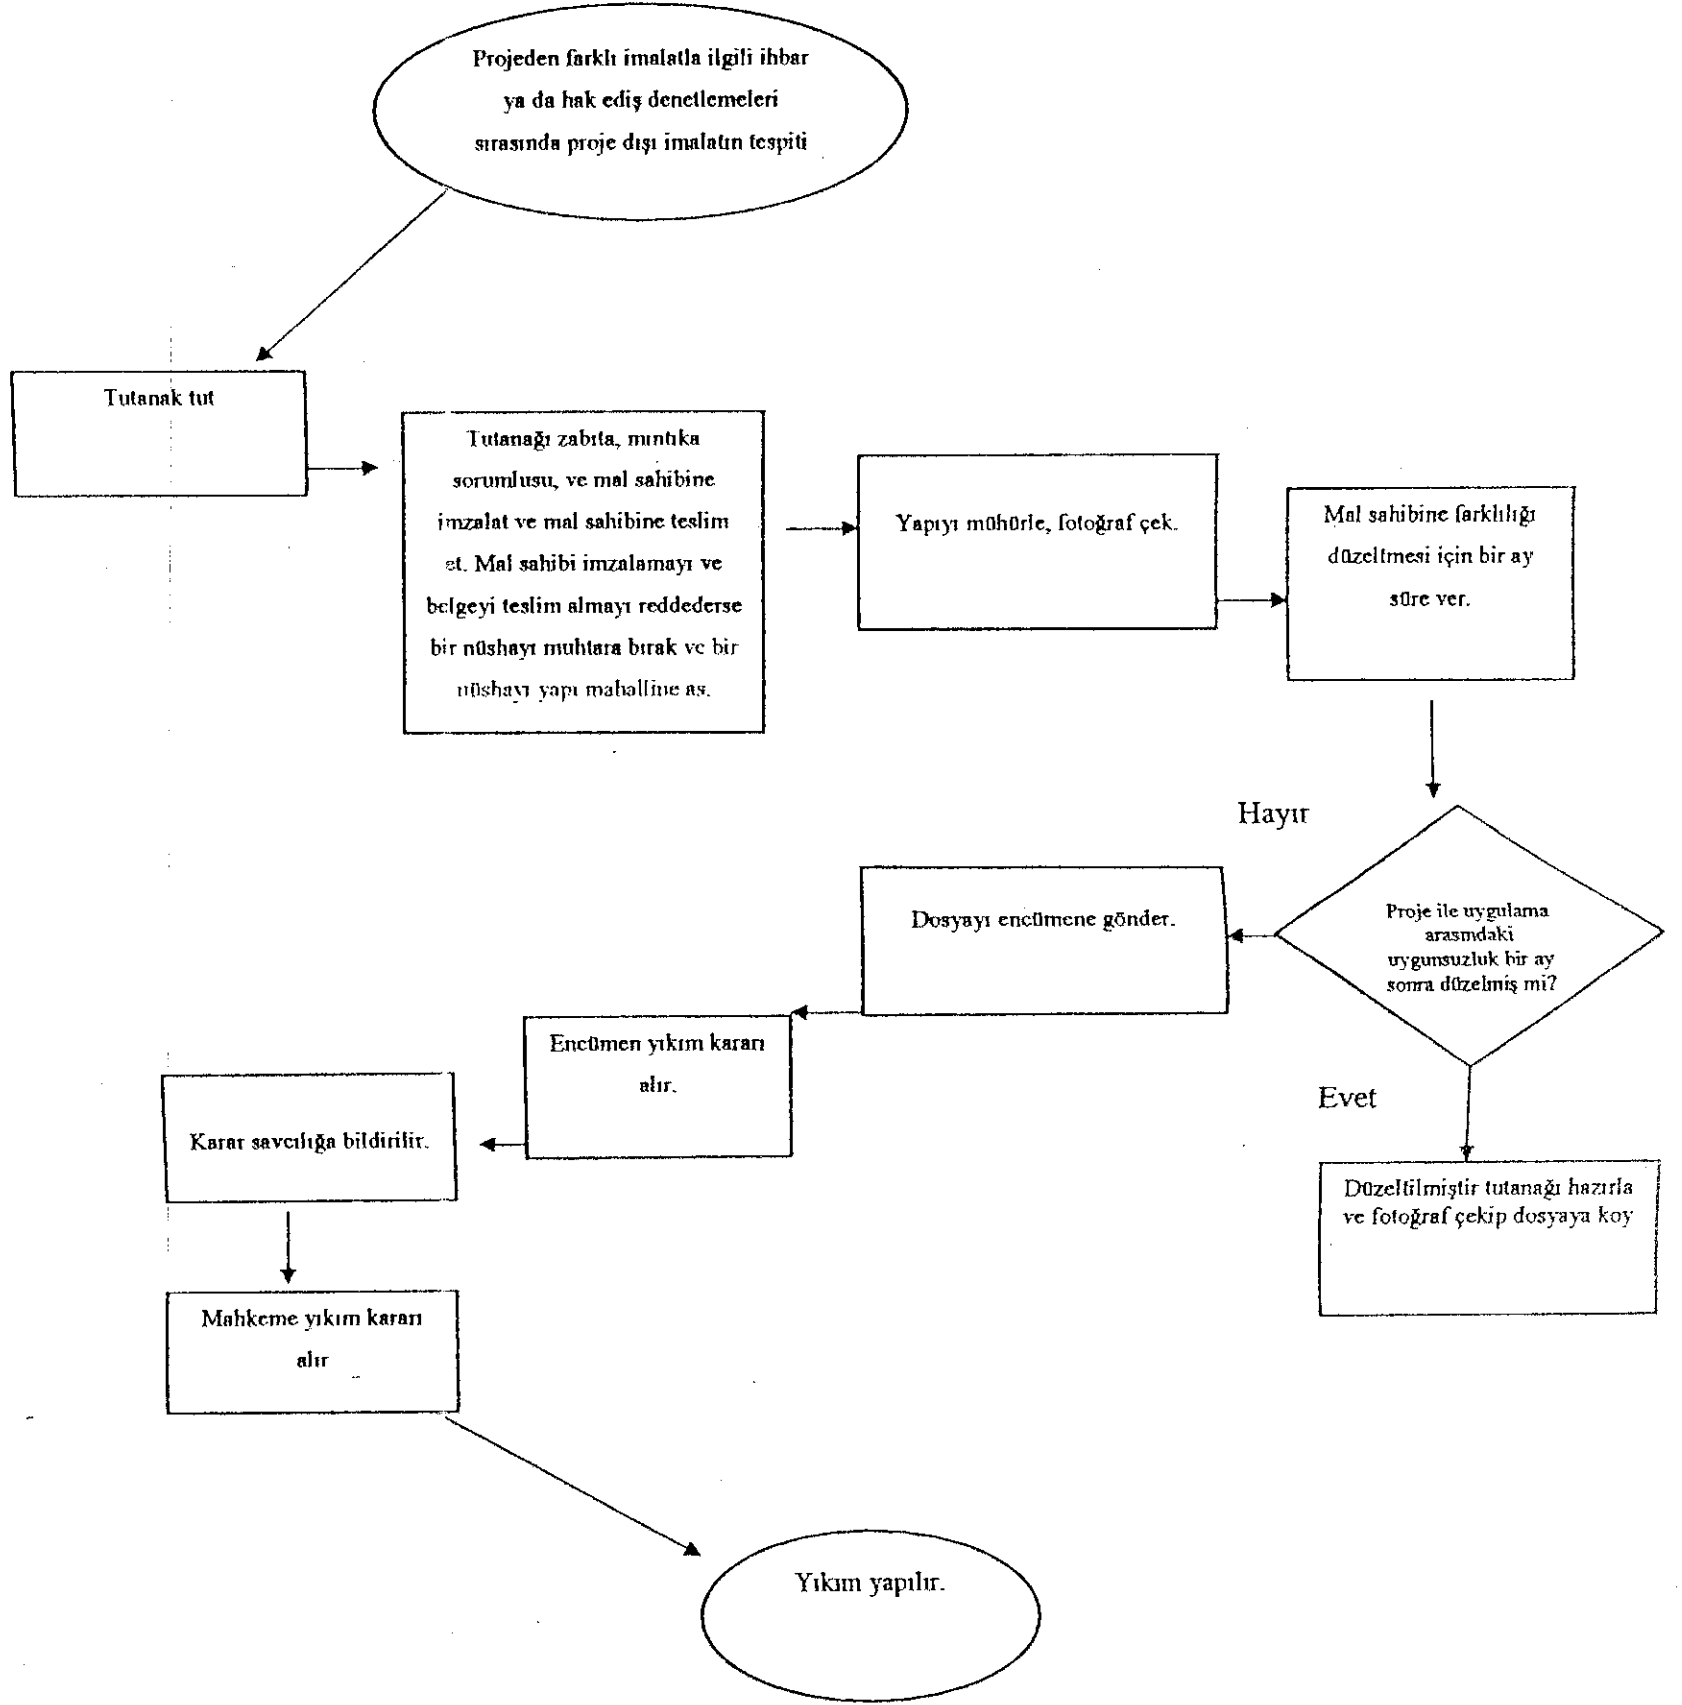 Projeden farklı imalatla ilgili ihbar
ya da hak ediş denetlemeleri
sırasında proje dışı imalatın tespiti
Tutanak tut
Tutanağı zabıta, mıntıka
sorumlusu, ve mal sahibine
imzalat ve mal sahibine teslim
et. Mal sahibi imzalamayı ve
belgeyi teslim almayı reddederse
bir nüshayı muhtara bırak ve bir
nüshayı yapı mahalline as.
Yapıyı mühürle, fotoğraf çek.
Mal sahibine farklılığı
düzeltmesi için bir ay
süre ver.
Hayır
Proje ile uygulama
arasındaki
uygunsuzluk bir ay
sonra düzelmiş mi?
Dosyayı encümene gönder.
Encümen yıkım kararı
alır.
Karar savcılığa bildirilir.
Evet
Düzeltilmiştir tutanağı hazırla
ve fotoğraf çekip dosyaya koy
Mahkeme yıkım kararı
alır
Yıkım yapılır.